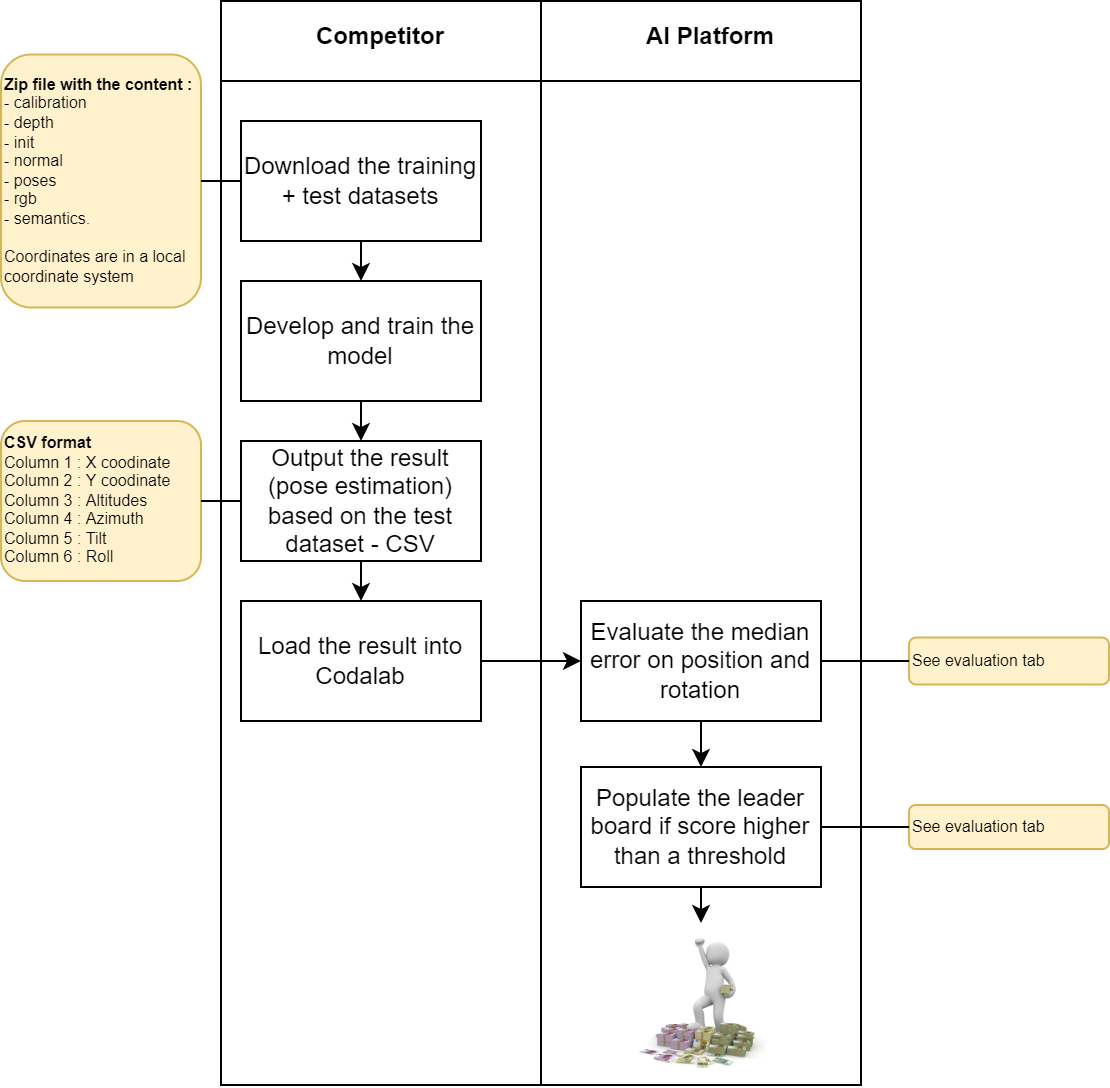 Competitor
AI Platform
Zip file with the content :
- calibration
- depth
- init
- normal
- poses
- rgb
- semantics.
Coordinates are in a local
coordinate system
Download the training
+ test datasets
Develop and train the
model
CSV format
Column 1 : X coodinate
Column 2 : Y coodinate
Column 3 : Altitudes
Column 4 : Azimuth
Column 5 : Tilt
Column 6 : Roll
Output the result
(pose estimation)
based on the test
dataset - CSV
Load the result into
Codalab
Evaluate the median
error on position and
rotation
See evaluation tab
Populate the leader
board if score higher
than a threshold
See evaluation tab